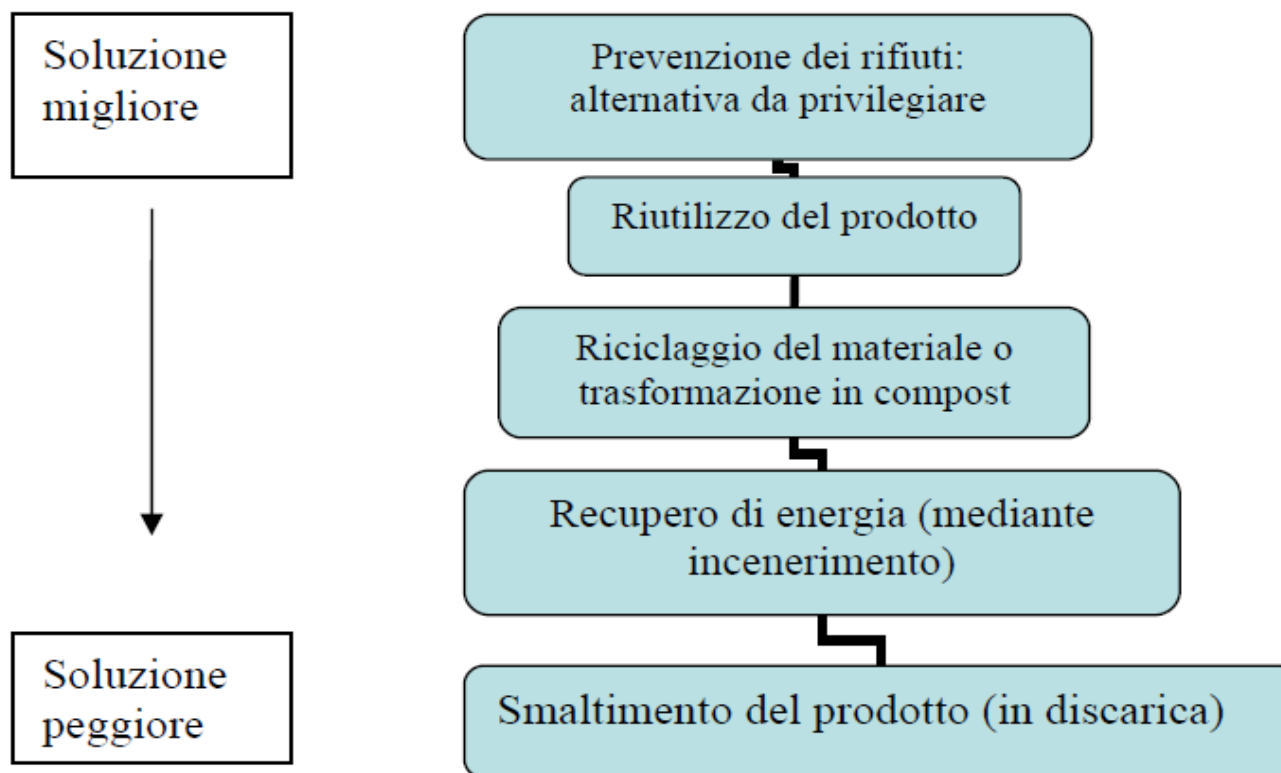 Soluzione
migliore
Prevenzione dei rifiuti:
alternativa da privilegiare
Riutilizzo del prodotto
Riciclaggio del materiale o
trasformazione in compost
Recupero di energia (mediante
incenerimento)
Soluzione
peggiore
Smaltimento del prodotto (in discarica)